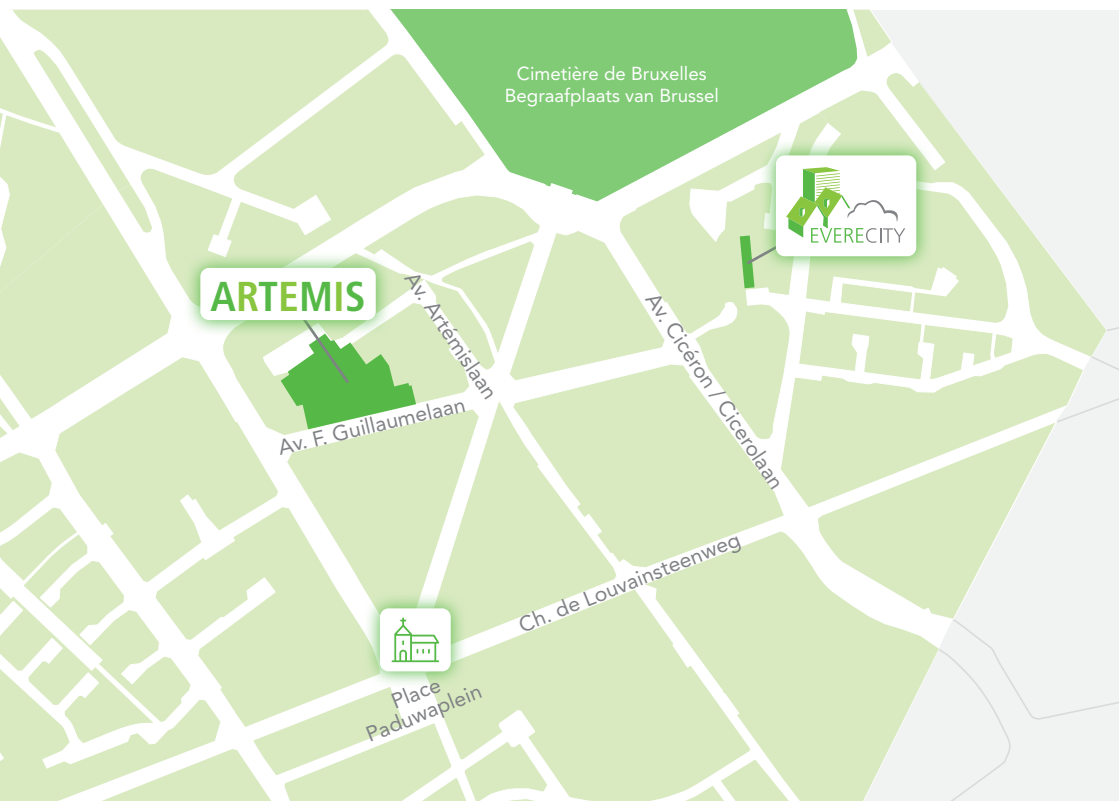 Cimetière de Bruxelles
Begraafplaats van Brussel
EVERECITY
ARTEMIS
Av. Artémislaan
Av. Cicéron / Cicerolaan
Av. F. Guillaumelaan
Ch. de Louvainsteenweg
Place
Paduwaplein